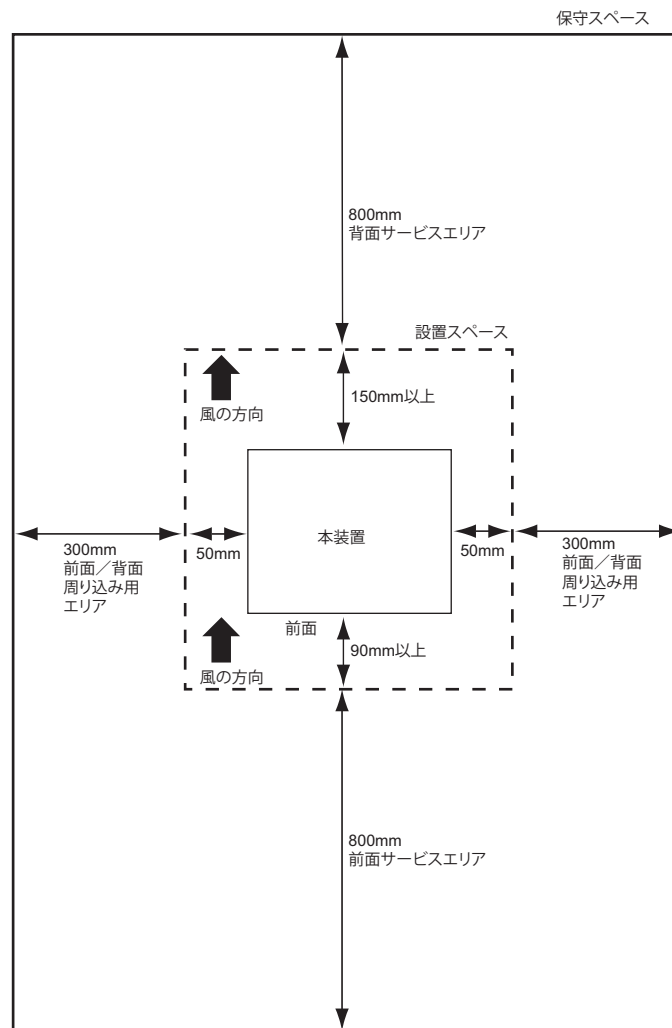 保守スペース
800mm
背面サービスエリア
設置スペース
風の方向
150mm以上
300mm
前面／背面
周り込み用
エリア
50mm
本装置
50mm
300mm
前面／背面
周り込み用
エリア
前面
風の方向
90mm以上
800mm
前面サービスエリア